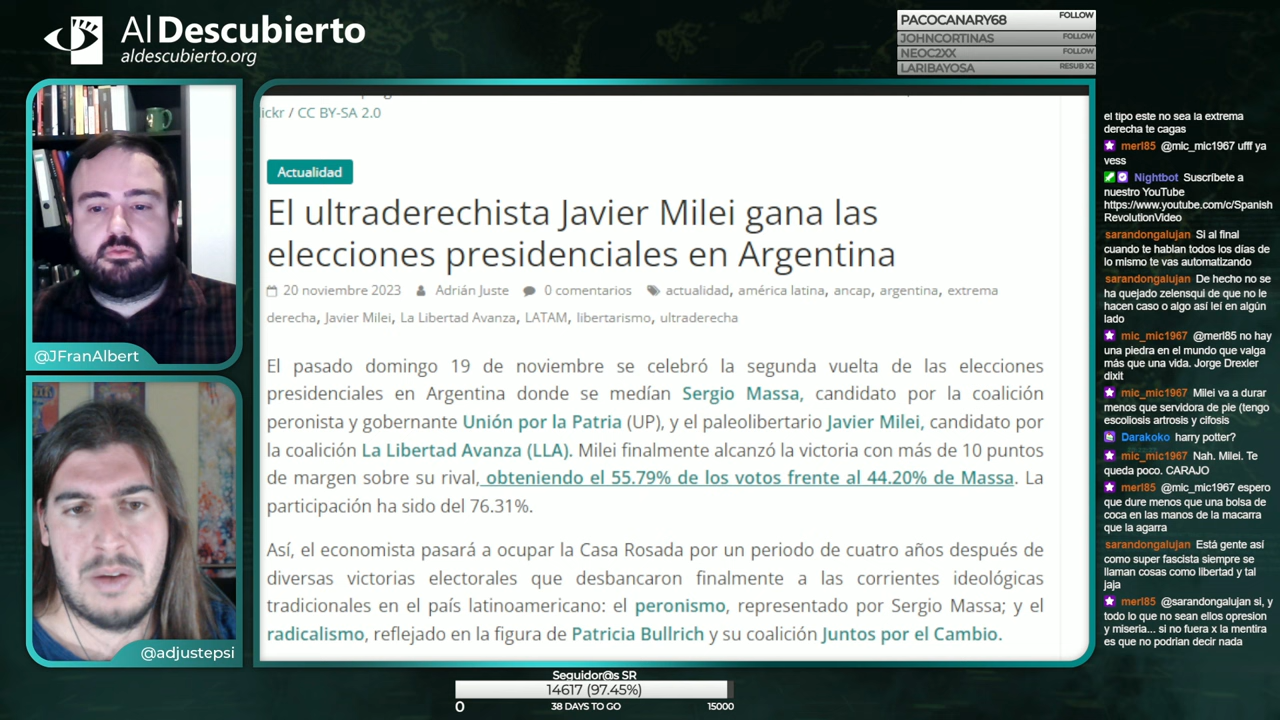 Al Descubierto
aldescubierto.org
PACOCANARY68 FOLLOW
JOHNCORTINAS FOLLOW
NEOC2XX FOLLOW
LARIBAYOSA RESUB X2
@JFranAlbert
@adjustepsi
lickr / CC BY-SA 2.0
Actualidad
El ultraderechista Javier Milei gana las
elecciones presidenciales en Argentina
20 noviembre 2023 Adrián Juste 0 comentarios actualidad, américa latina, ancap, argentina, extrema
derecha, Javier Milei, La Libertad Avanza, LATAM, libertarismo, ultraderecha
El pasado domingo 19 de noviembre se celebró la segunda vuelta de las elecciones
presidenciales en Argentina donde se medían Sergio Massa, candidato por la coalición
peronista y gobernante Unión por la Patria (UP), y el paleolibertario Javier Milei, candidato por
la coalición La Libertad Avanza (LLA). Milei finalmente alcanzó la victoria con más de 10 puntos
de margen sobre su rival, obteniendo el 55.79% de los votos frente al 44.20% de Massa. La
participación ha sido del 76.31%.
Así, el economista pasará a ocupar la Casa Rosada por un periodo de cuatro años después de
diversas victorias electorales que desbancaron finalmente a las corrientes ideológicas
tradicionales en el país latinoamericano: el peronismo, representado por Sergio Massa; y el
radicalismo, reflejado en la figura de Patricia Bullrich y su coalición Juntos por el Cambio.
el tipo este no sea la extrema
derecha te cagas
merl85 @mic_mic1967 ufff ya
vess
Nightbot Suscríbete a
nuestro YouTube
https://www.youtube.com/c/Spanish
RevolutionVideo
sarandongalujan Si al final
cuando te hablan todos los días de
lo mismo te vas automatizando
sarandongalujan De hecho no se
ha quejado zelensqui de que no le
hacen caso o algo así leí en algún
lado
mic_mic1967 @merl85 no hay
una piedra en el mundo que valga
más que una vida. Jorge Drexler
dixit
mic_mic1967 Milei va a durar
menos que servidora de pie (tengo
escoliosis artrosis y cifosis
Darakoko harry potter?
mic_mic1967 Nah. Milei. Te
queda poco. CARAJO
merl85 @mic_mic1967 espero
que dure menos que una bolsa de
coca en las manos de la macarra
que la agarra
sarandongalujan Está gente así
como super fascista siempre se
llaman cosas como libertad y tal
jaja
merl85 @sarandongalujan si, y
todo lo que no sean ellos opresion
y miseria... si no fuera x la mentira
es que no podrian decir nada
Seguidor@s SR
14617 (97.45%)
0 38 DAYS TO GO 15000